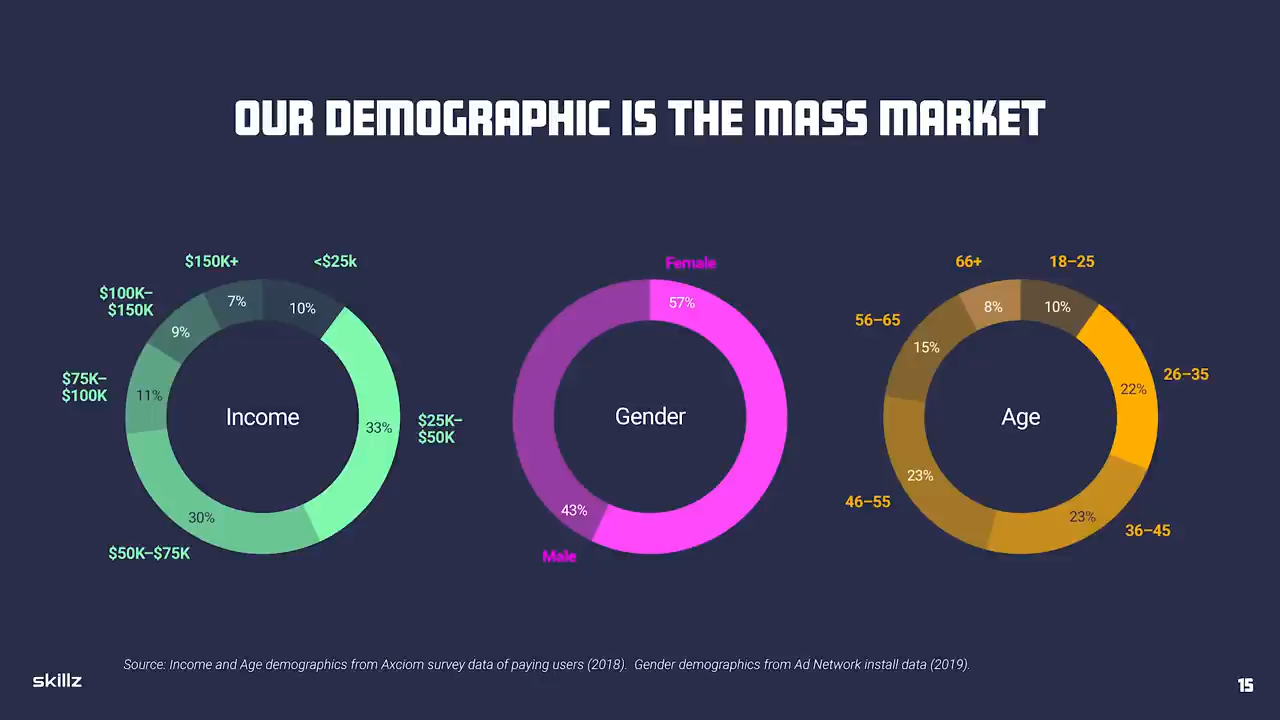 OUR DEMOGRAPHIC IS THE MASS MARKET
$150K+
<$25k
$100K–
$150K
7%
10%
9%
$75K–
$100K
11%
Income
33%
$25K–
$50K
30%
$50K–$75K
Female
57%
Gender
43%
Male
66+
18–25
8%
10%
56–65
15%
26–35
22%
Age
23%
46–55
23%
36–45
Source: Income and Age demographics from Axciom survey data of paying users (2018). Gender demographics from Ad Network install data (2019).
skillz
15